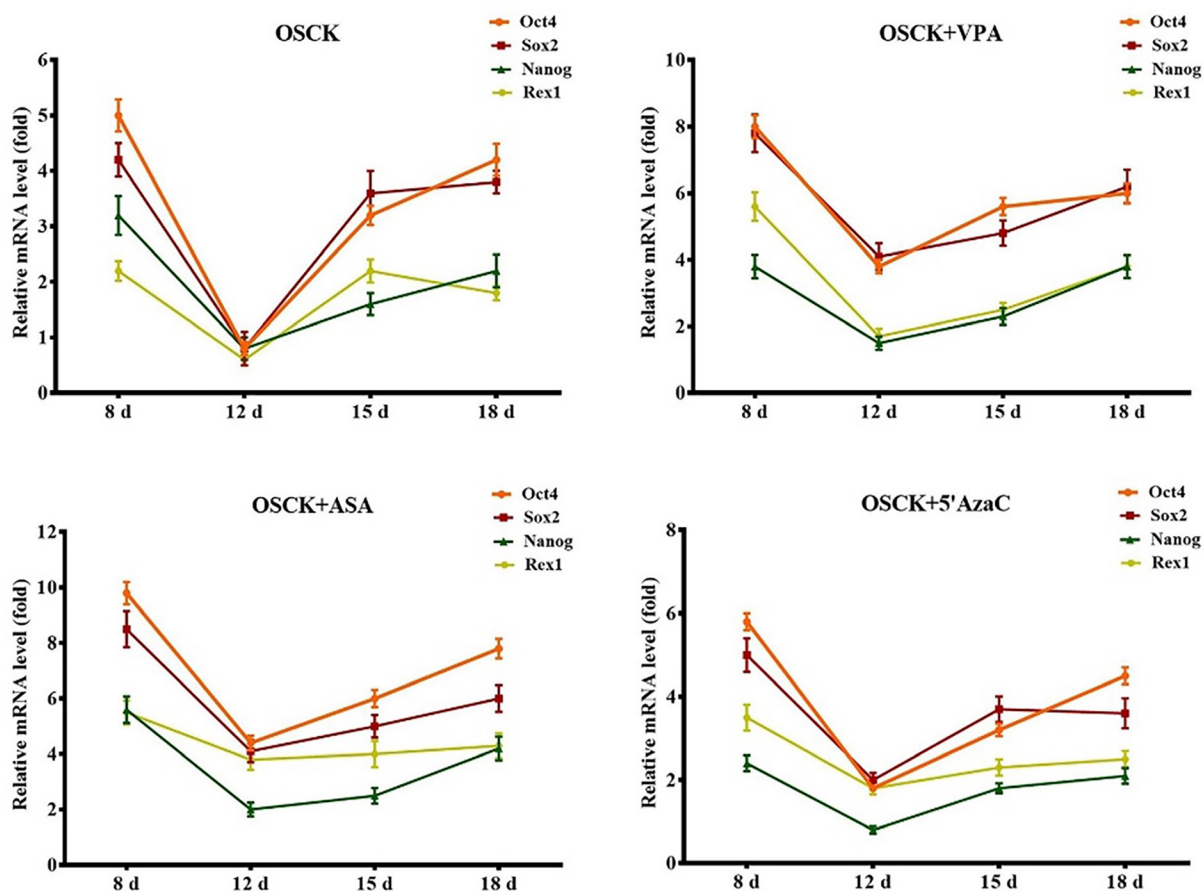 OSCK
Oct4
Sox2
Nanog
Rex1
Relative mRNA level (fold)
6
5
4
3
2
1
0
8 d
12 d
15 d
18 d
OSCK+VPA
Oct4
Sox2
Nanog
Rex1
Relative mRNA level (fold)
10
8
6
4
2
0
8 d
12 d
15 d
18 d
OSCK+ASA
Oct4
Sox2
Nanog
Rex1
Relative mRNA level (fold)
12
10
8
6
4
2
0
8 d
12 d
15 d
18 d
OSCK+5'AzaC
Oct4
Sox2
Nanog
Rex1
Relative mRNA level (fold)
8
6
4
2
0
8 d
12 d
15 d
18 d